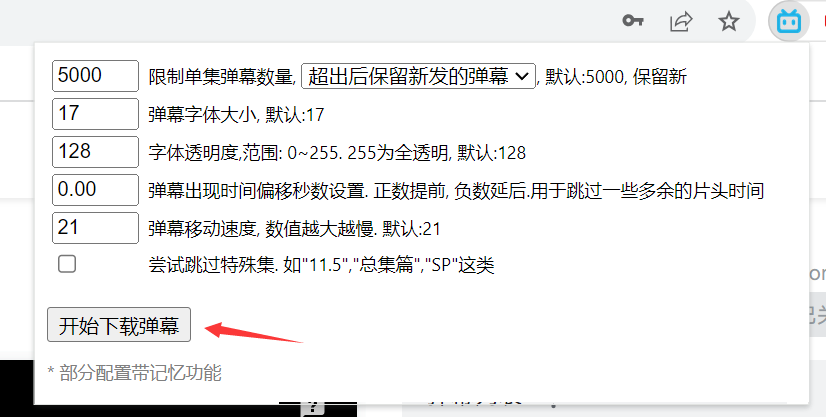 5000 限制单集弹幕数量, 超出后保留新发的弹幕 , 默认:5000, 保留新
17 弹幕字体大小, 默认:17
128 字体透明度,范围: 0~255. 255为全透明, 默认:128
0.00 弹幕出现时间偏移秒数设置. 正数提前, 负数延后.用于跳过一些多余的片头时间
21 弹幕移动速度, 数值越大越慢. 默认:21
尝试跳过特殊集. 如"11.5","总集篇","SP"这类
开始下载弹幕
* 部分配置带记忆功能